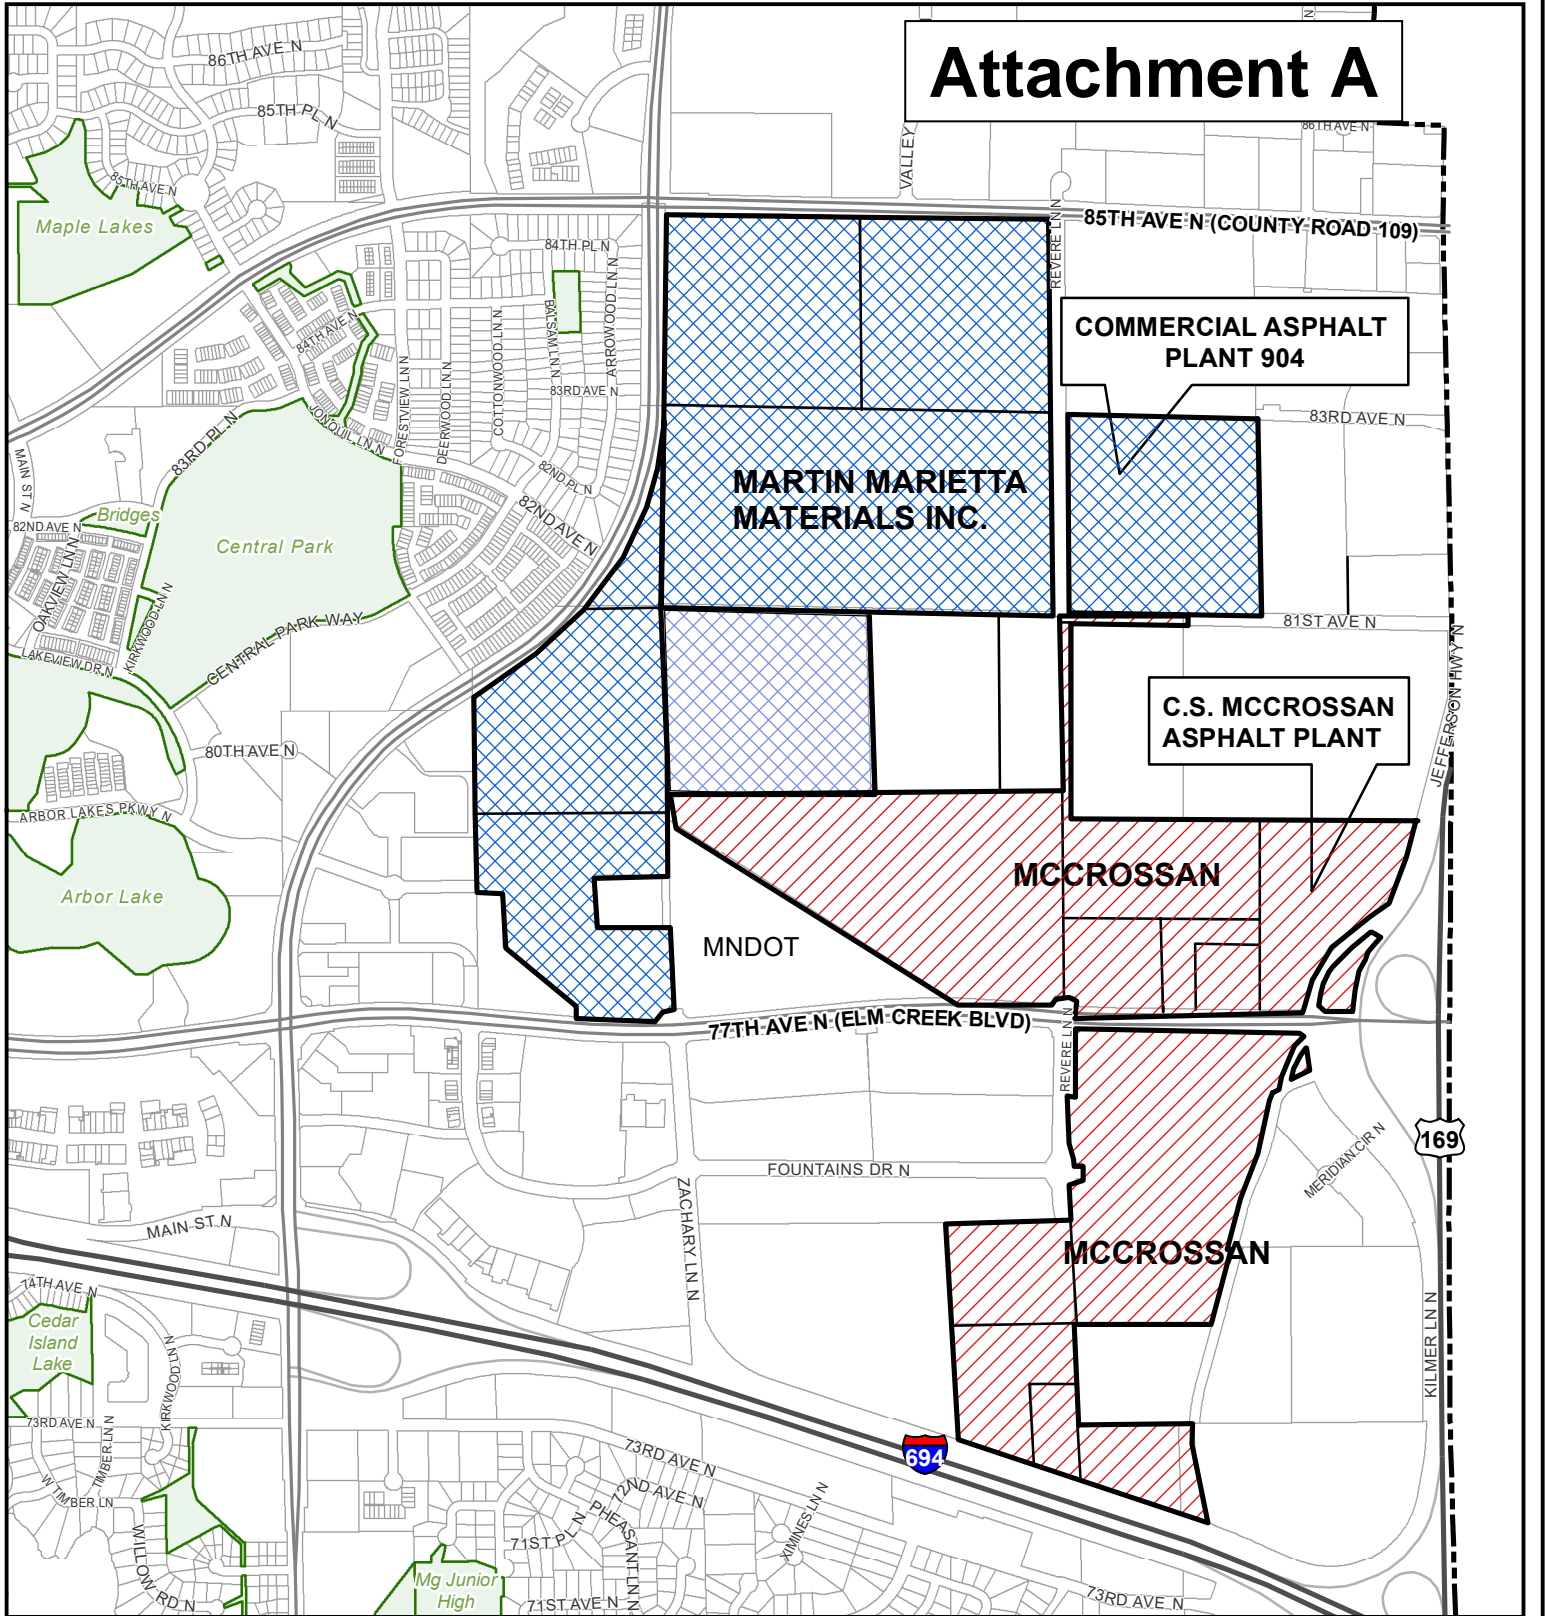 Attachment A
N
N
86TH AVE N
85TH PL N
VALLEY
86TH AVE N
85TH AVE N
Maple Lakes
REVERE LN N
85TH AVE N (COUNTY ROAD 109)
84TH PL N
BALSAM LN N
ARROWOOD LN N
84TH AVE N
COTTONWOOD LN N
FORESTVIEW LN N
DEERWOOD LN N
83RD AVE N
COMMERCIAL ASPHALT
PLANT 904
83RD AVE N
JONQUIL LN N
83RD PL N
MAIN ST N
82ND PL N
82ND AVE N
MARTIN MARIETTA
MATERIALS INC.
Bridges
82ND AVE N
Central Park
OAKVIEW LN N
KIRKWOOD LN N
CENTRAL PARK WAY
LAKEVIEW DR N
81ST AVE N
JEFFERSON HWY N
C.S. MCCROSSAN
ASPHALT PLANT
80TH AVE N
ARBOR LAKES PKWY N
Arbor Lake
MCCROSSAN
MNDOT
77TH AVE N (ELM CREEK BLVD)
REVERE LN N
169
MERIDIAN CIR N
FOUNTAINS DR N
ZACHARY LN N
MAIN ST N
MCCROSSAN
74TH AVE N
Cedar
Island
Lake
KILMER LN N
KIRKWOOD LN N
73RD AVE N
TIMBER LN N
W TIMBER LN
694
73RD AVE N
72ND AVE N
PHEASANT LN N
71ST PL N
XIMINES LN N
WILLOW RD N
Mg Junior
High
71ST AVE N
73RD AVE N